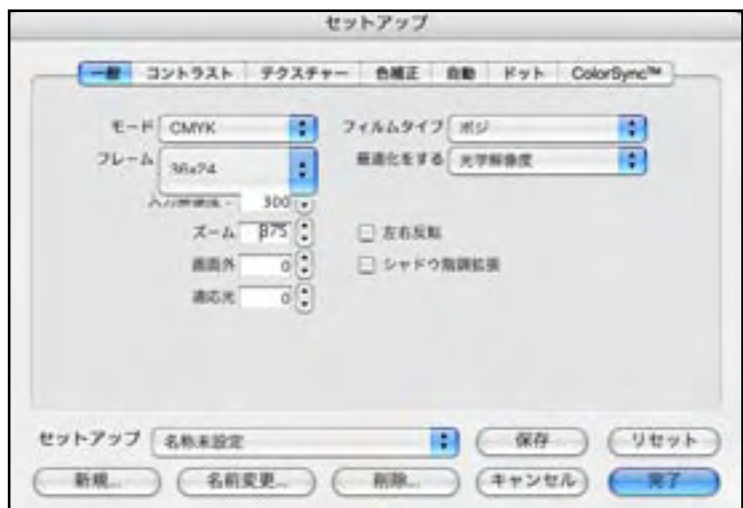 セットアップ
一般 コントラスト テクスチャー 色補正 自動 ドット ColorSync™
モード CMYK フィルムタイプ ポジ
フレーム 36x24 最適化をする 光学解像度
入力解像度 - 300
ズーム 375 左右反転
画面外 0 シャドウ階調拡張
適応光 0
セットアップ 名称未設定 保存 リセット
新規... 名前変更... 削除... キャンセル 完了